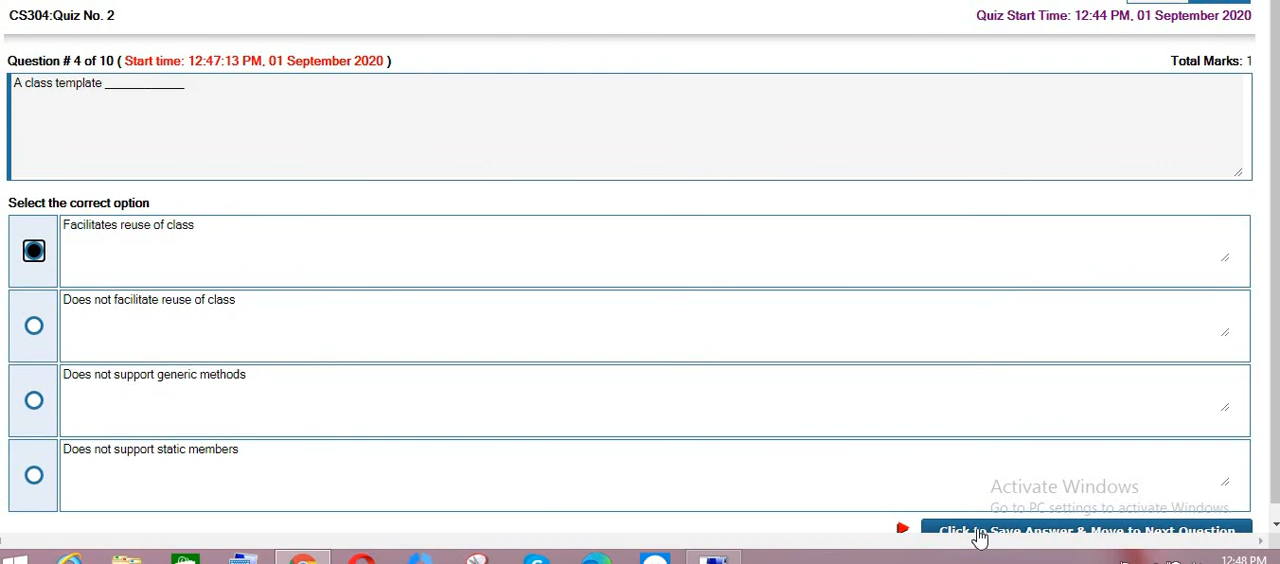 CS304:Quiz No. 2
Quiz Start Time: 12:44 PM, 01 September 2020
Question # 4 of 10 ( Start time: 12:47:13 PM, 01 September 2020 )
Total Marks: 1
A class template ____________
Select the correct option
Facilitates reuse of class
Does not facilitate reuse of class
Does not support generic methods
Does not support static members
Activate Windows
Go to PC settings to activate Windows.
Click to Save Answer & Move to Next Question
12:48 PM